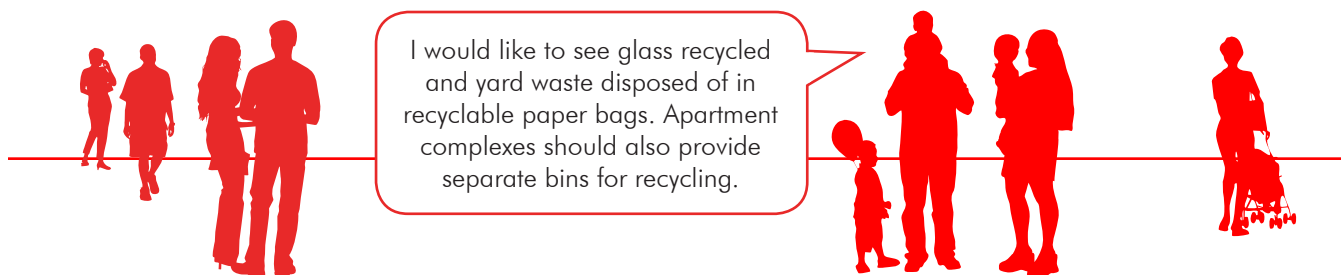 I would like to see glass recycled
and yard waste disposed of in
recyclable paper bags. Apartment
complexes should also provide
separate bins for recycling.